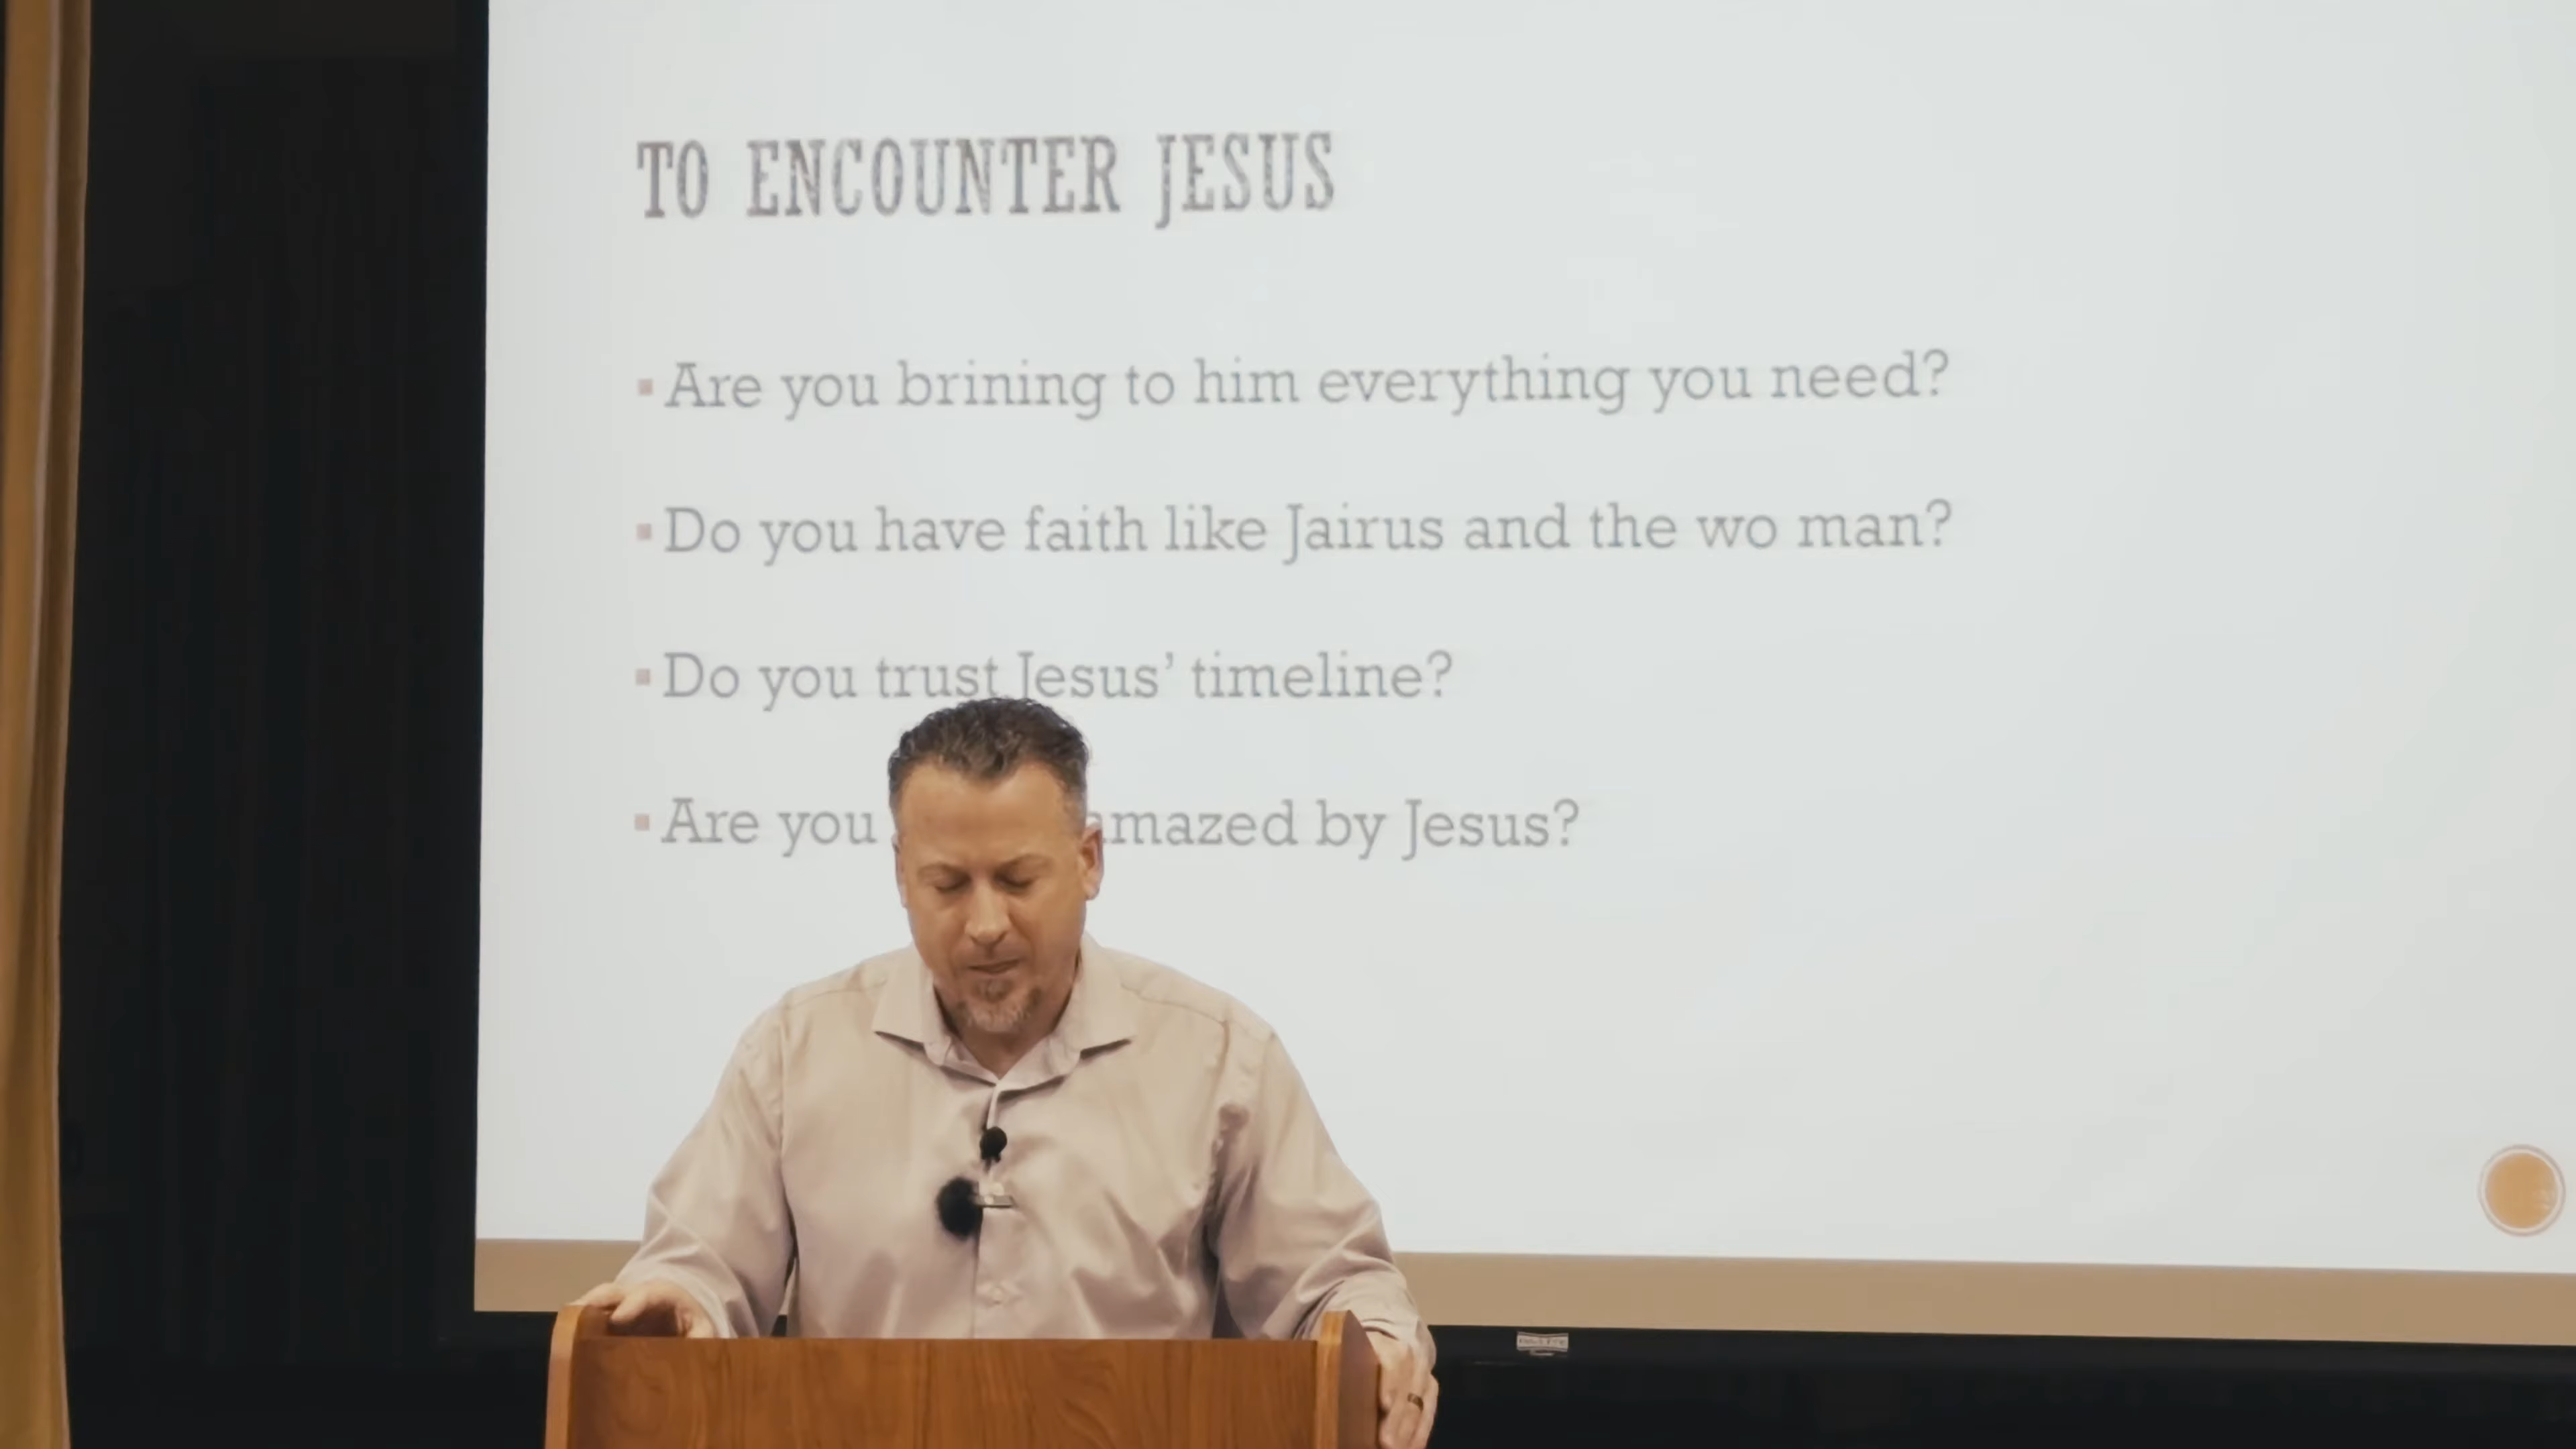 TO ENCOUNTER JESUS
▪ Are you brining to him everything you need?
▪ Do you have faith like Jairus and the wo man?
▪ Do you trust Jesus’ timeline?
▪ Are you mazed by Jesus?